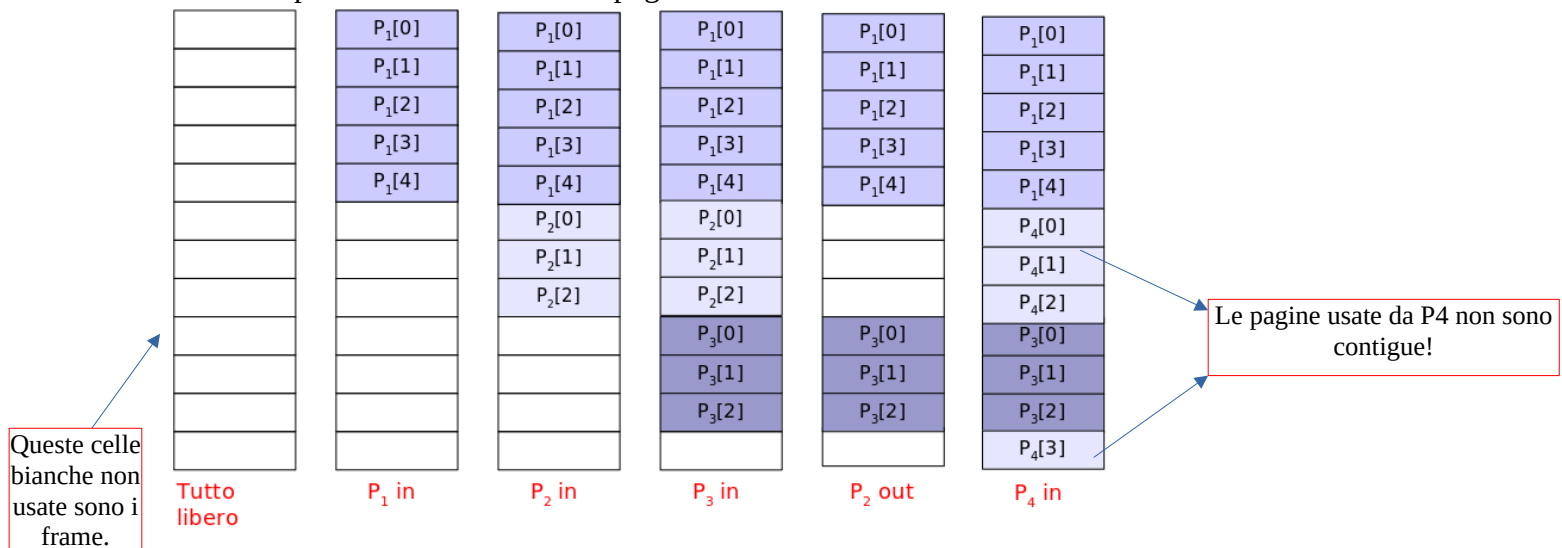 Queste celle
bianche non
usate sono i
frame.
Tutto
libero
P₁[0]
P₁[1]
P₁[2]
P₁[3]
P₁[4]
P₁ in
P₁[0]
P₁[1]
P₁[2]
P₁[3]
P₁[4]
P₂[0]
P₂[1]
P₂[2]
P₂ in
P₁[0]
P₁[1]
P₁[2]
P₁[3]
P₁[4]
P₂[0]
P₂[1]
P₂[2]
P₃[0]
P₃[1]
P₃[2]
P₃ in
P₁[0]
P₁[1]
P₁[2]
P₁[3]
P₁[4]
P₃[0]
P₃[1]
P₃[2]
P₂ out
P₁[0]
P₁[1]
P₁[2]
P₁[3]
P₁[4]
P₄[0]
P₄[1]
P₄[2]
P₃[0]
P₃[1]
P₃[2]
P₄[3]
P₄ in
Le pagine usate da P4 non sono
contigue!